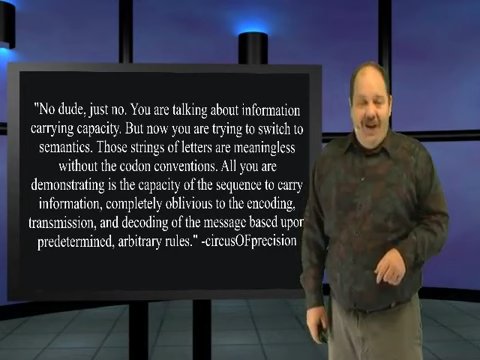 "No dude, just no. You are talking about information
carrying capacity. But now you are trying to switch to
semantics. Those strings of letters are meaningless
without the codon conventions. All you are
demonstrating is the capacity of the sequence to carry
information, completely oblivious to the encoding,
transmission, and decoding of the message based upon
predetermined, arbitrary rules." -circusOFprecision